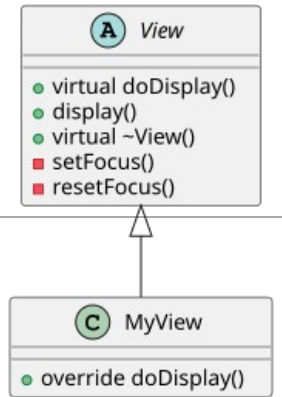 A View
virtual doDisplay()
display()
virtual ~View()
setFocus()
resetFocus()
C MyView
override doDisplay()